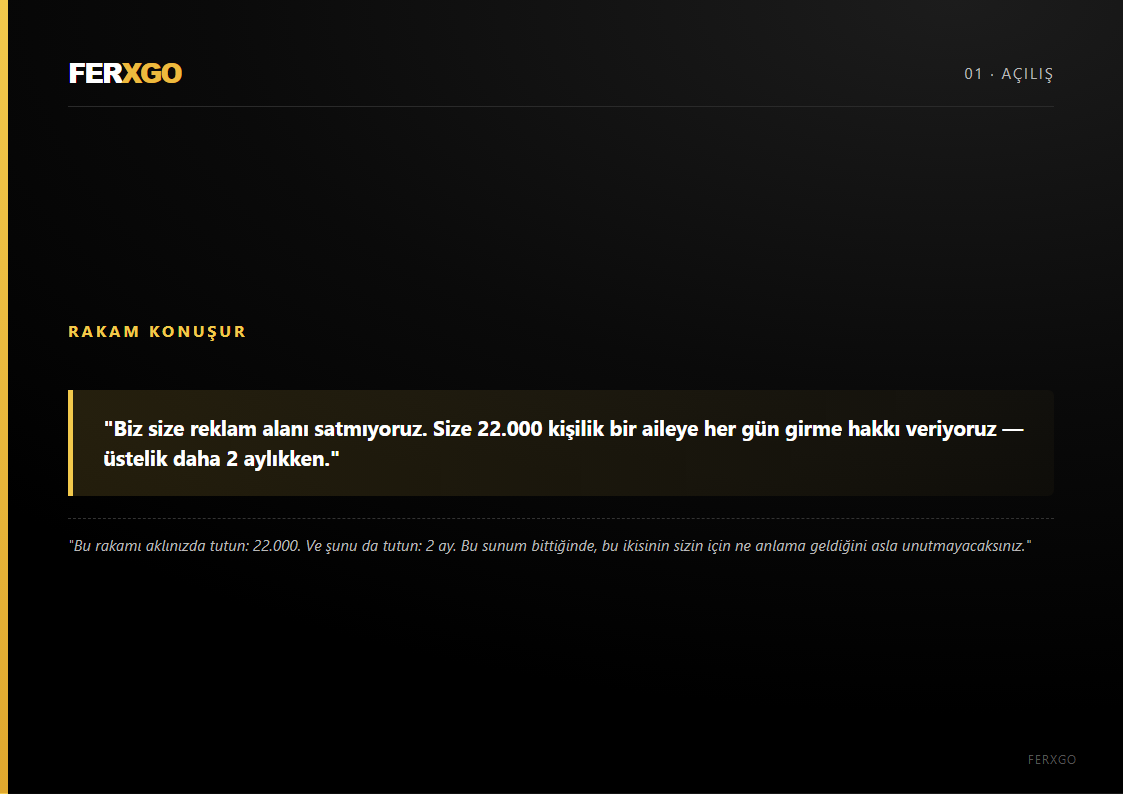 FERXGO
01 · AÇILIŞ
RAKAM KONUŞUR
"Biz size reklam alanı satmıyoruz. Size 22.000 kişilik bir aileye her gün girme hakkı veriyoruz —
üstelik daha 2 aylıkken."
"Bu rakamı aklınızda tutun: 22.000. Ve şunu da tutun: 2 ay. Bu sunum bittiğinde, bu ikisinin sizin için ne anlama geldiğini asla unutmayacaksınız."
FERXGO